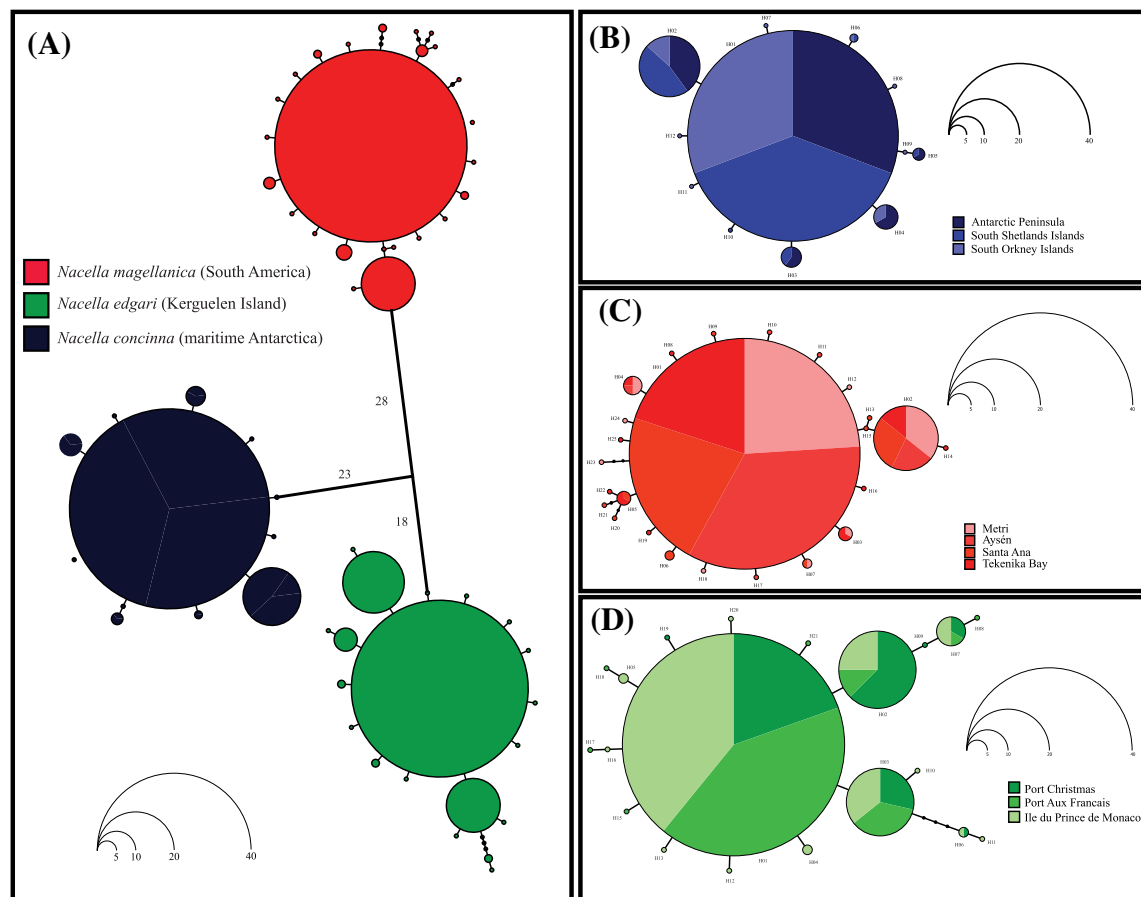 (A)
Nacella magellanica (South America)
Nacella edgari (Kerguelen Island)
Nacella concinna (maritime Antarctica)
28
23
18
5 10 20 40
(B)
H07
H02
H01
H06
H08
H12
H09
H05
H11
H10
H04
H03
5 10 20 40
Antarctic Peninsula
South Shetlands Islands
South Orkney Islands
(C)
H09
H10
H08
H11
H01
H04
H12
H02
H13
H24
H15
H25
H14
H23
H16
H22
H05
H21
H20
H19
H03
H06
H07
H18
H17
5 10 20 40
Metri
Aysén
Santa Ana
Tekenika Bay
(D)
H20
H19
H21
H09
H08
H07
H05
H18
H02
H17
H16
H03
H10
H15
H06
H11
H13
H01
H04
H12
5 10 20 40
Port Christmas
Port Aux Francais
Ile du Prince de Monaco